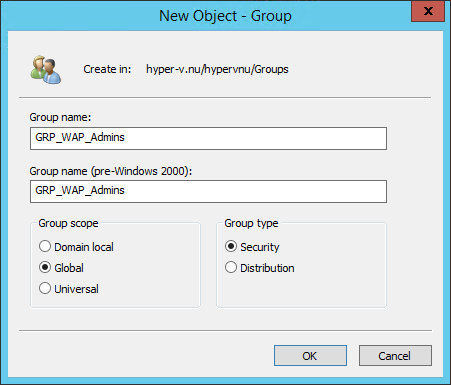 New Object - Group
x
Create in: hyper-v.nu/hypervnu/Groups
Group name:
GRP_WAP_Admins
Group name (pre-Windows 2000):
GRP_WAP_Admins
Group scope
Domain local
Global
Universal
Group type
Security
Distribution
OK
Cancel